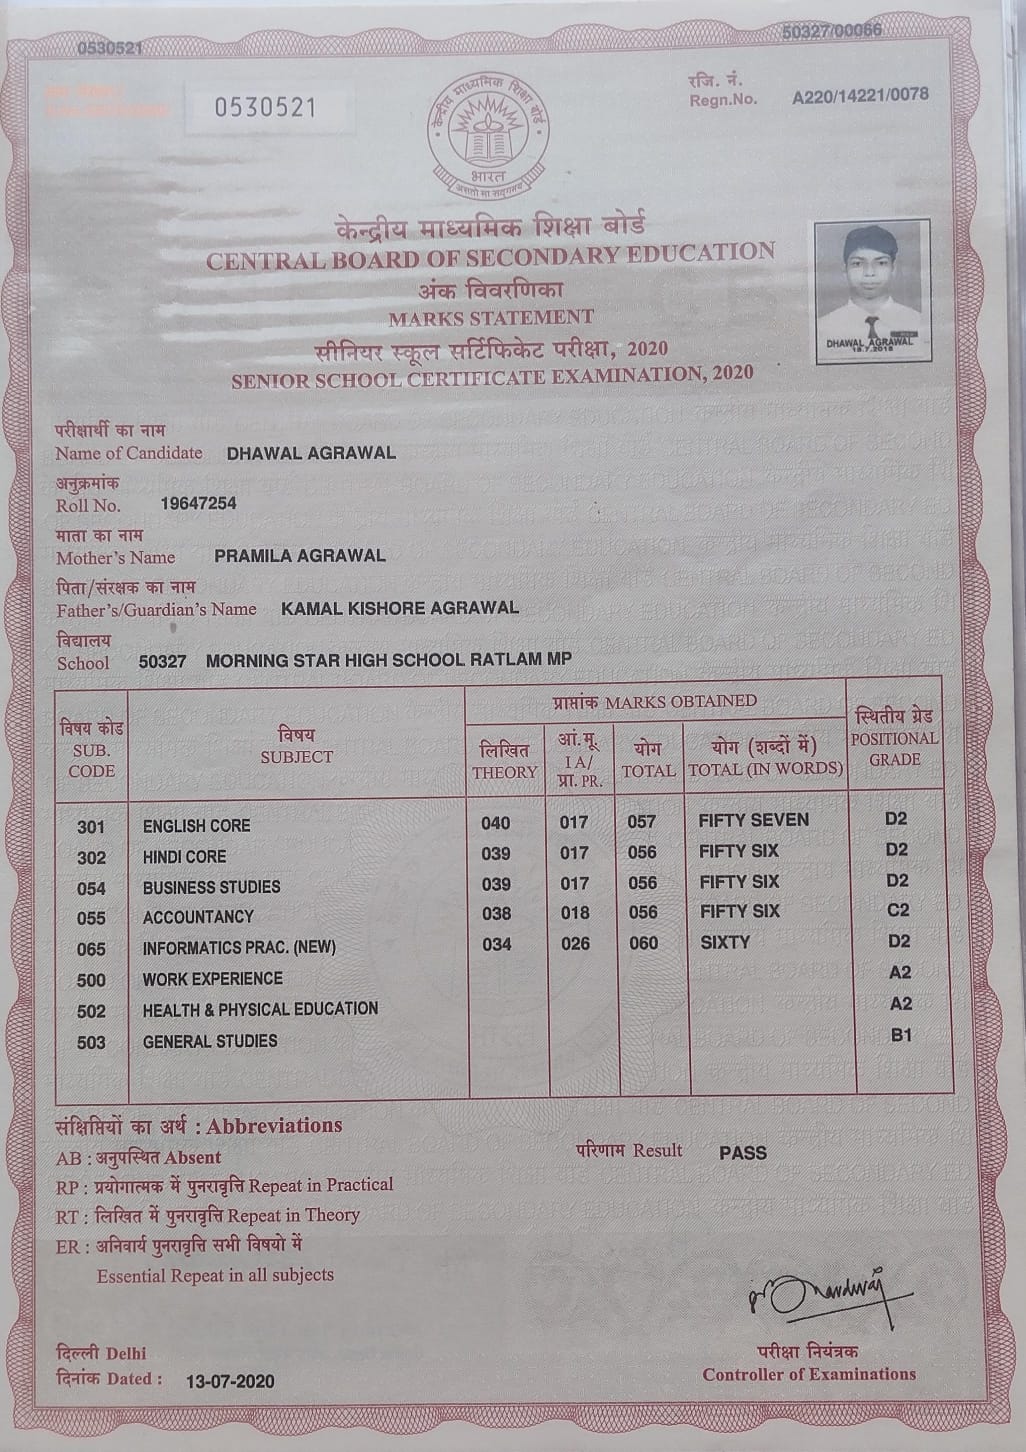 0530521
50327/00066
0530521
रजि. नं.
Regn.No. A220/14221/0078
केन्द्रीय माध्यमिक शिक्षा बोर्ड
भारत
असतो मा सद्गमय
केन्द्रीय माध्यमिक शिक्षा बोर्ड
CENTRAL BOARD OF SECONDARY EDUCATION
अंक विवरणिका
MARKS STATEMENT
सीनियर स्कूल सर्टिफिकेट परीक्षा, 2020
SENIOR SCHOOL CERTIFICATE EXAMINATION, 2020
DHAWAL AGRAWAL
परीक्षार्थी का नाम
Name of Candidate DHAWAL AGRAWAL
अनुक्रमांक
Roll No. 19647254
माता का नाम
Mother's Name PRAMILA AGRAWAL
पिता/संरक्षक का नाम
Father's/Guardian's Name KAMAL KISHORE AGRAWAL
विद्यालय
School 50327 MORNING STAR HIGH SCHOOL RATLAM MP
विषय कोड
SUB.
CODE
विषय
SUBJECT
प्राप्तांक MARKS OBTAINED
लिखित
THEORY
आं.मू.
I A/
प्रा. PR.
योग
TOTAL
योग (शब्दों में)
TOTAL (IN WORDS)
स्थितीय ग्रेड
POSITIONAL
GRADE
301 ENGLISH CORE 040 017 057 FIFTY SEVEN D2
302 HINDI CORE 039 017 056 FIFTY SIX D2
054 BUSINESS STUDIES 039 017 056 FIFTY SIX D2
055 ACCOUNTANCY 038 018 056 FIFTY SIX C2
065 INFORMATICS PRAC. (NEW) 034 026 060 SIXTY D2
500 WORK EXPERIENCE A2
502 HEALTH & PHYSICAL EDUCATION A2
503 GENERAL STUDIES B1
संक्षिप्तियों का अर्थ : Abbreviations
AB : अनुपस्थित Absent
परिणाम Result PASS
RP : प्रयोगात्मक में पुनरावृत्ति Repeat in Practical
RT : लिखित में पुनरावृत्ति Repeat in Theory
ER : अनिवार्य पुनरावृत्ति सभी विषयो में
Essential Repeat in all subjects
दिल्ली Delhi
दिनांक Dated : 13-07-2020
परीक्षा नियंत्रक
Controller of Examinations